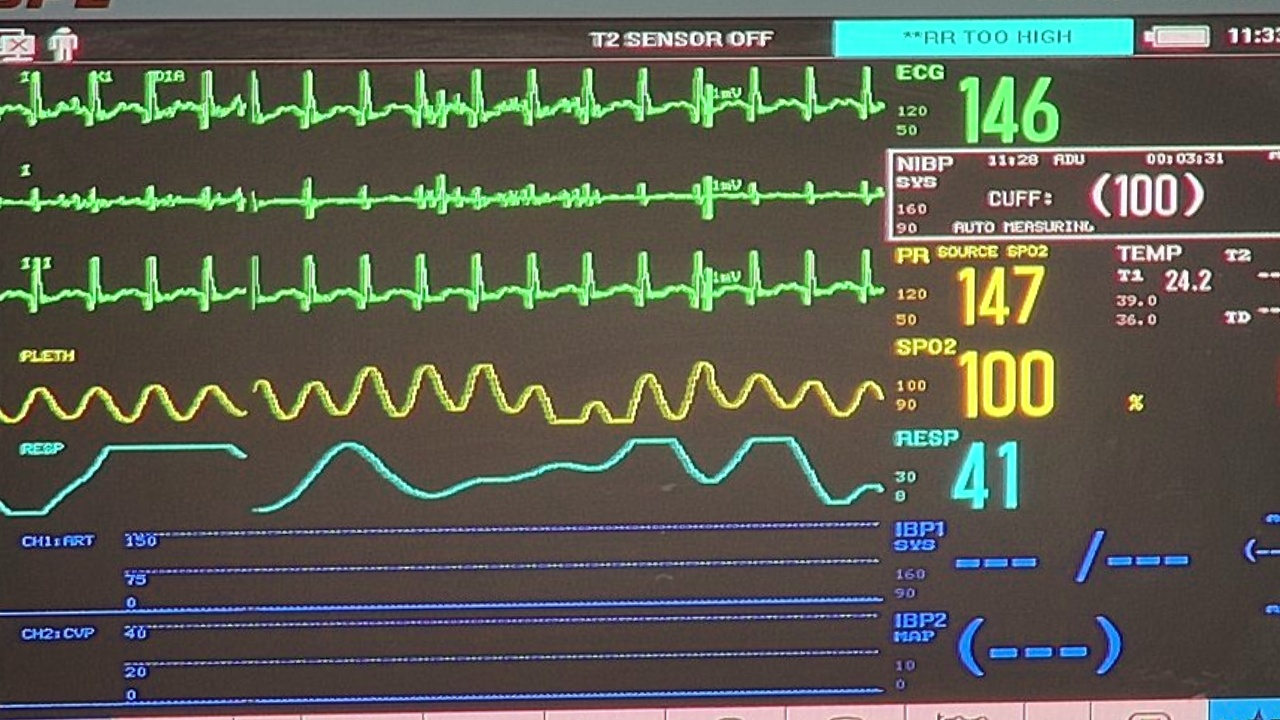 T2 SENSOR OFF
**RR TOO HIGH
ECG
120
50
146
1mV
I
1mV
1mV
NIBP
11:28 ADU
00:03:31
SYS
160
90
CUFF:
(100)
AUTO MEASURING
PR SOURCE SPO2
120
50
147
TEMP
T1 24.2
39.0
36.0
T2
TD
PLETH
SPO2
100
90
100
%
RESP
RESP
30
8
41
CH1:ART
150
75
0
IBP1
SYS
160
90
--- /---
CH2:CVP
40
20
0
IBP2
MAP
10
0
(---)